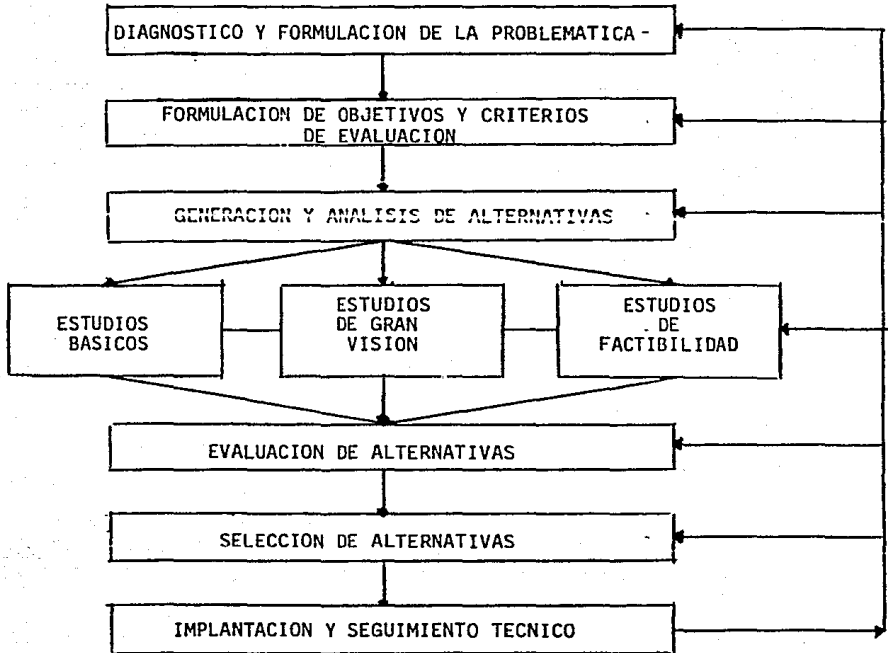 DIAGNOSTICO Y FORMULACION DE LA PROBLEMATICA -
FORMULACION DE OBJETIVOS Y CRITERIOS
DE EVALUACION
GENERACION Y ANALISIS DE ALTERNATIVAS
ESTUDIOS
BASICOS
ESTUDIOS
DE GRAN
VISION
ESTUDIOS
DE
FACTIBILIDAD
EVALUACION DE ALTERNATIVAS
SELECCION DE ALTERNATIVAS
IMPLANTACION Y SEGUIMIENTO TECNICO